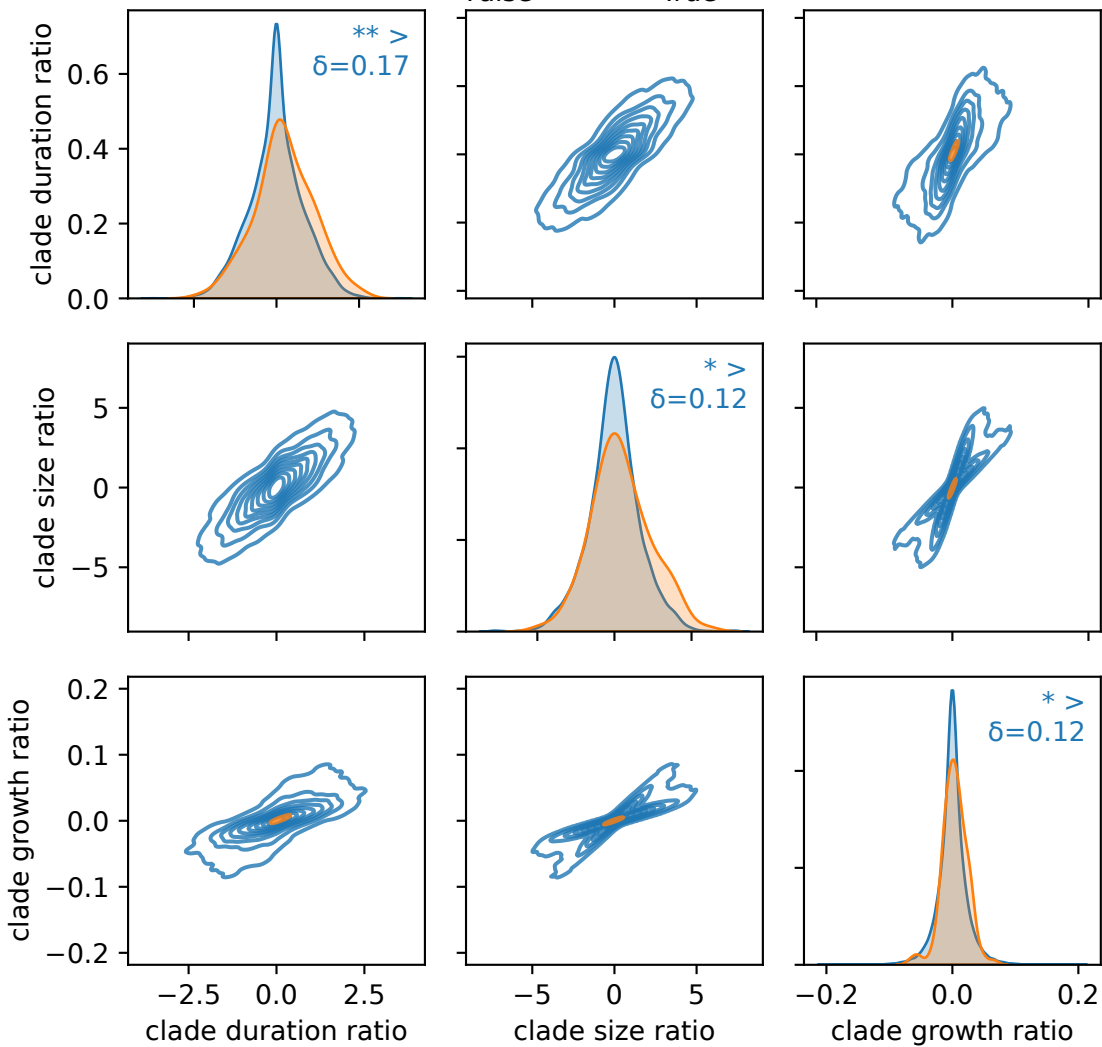 clade duration ratio
0.6
0.4
0.2
0.0
** >
δ=0.17
clade size ratio
5
0
−5
* >
δ=0.12
clade growth ratio
0.2
0.1
0.0
−0.1
−0.2
* >
δ=0.12
−2.5 0.0 2.5
−5 0 5
−0.2 0.0 0.2
clade duration ratio
clade size ratio
clade growth ratio